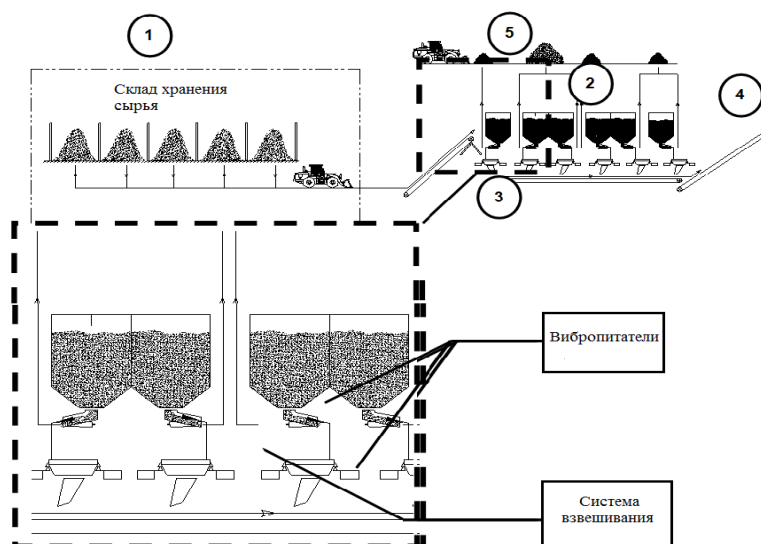 1
5
Склад хранения
сырья
2
4
3
Вибропитатели
Система
взвешивания